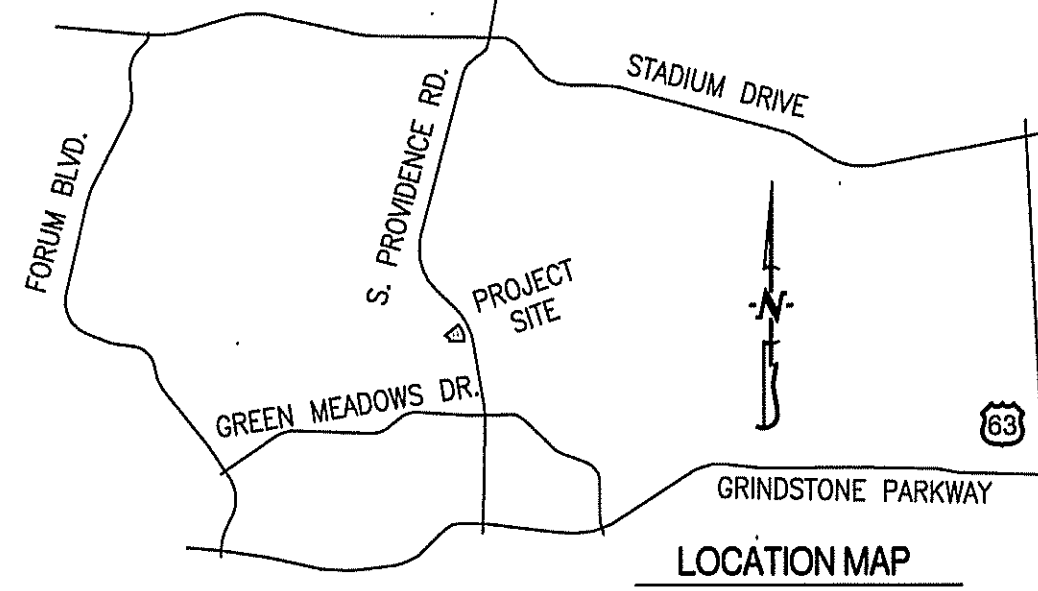 STADIUM DRIVE
FORUM BLVD.
S. PROVIDENCE RD.
PROJECT
SITE
-N-
GREEN MEADOWS DR.
63
GRINDSTONE PARKWAY
LOCATION MAP